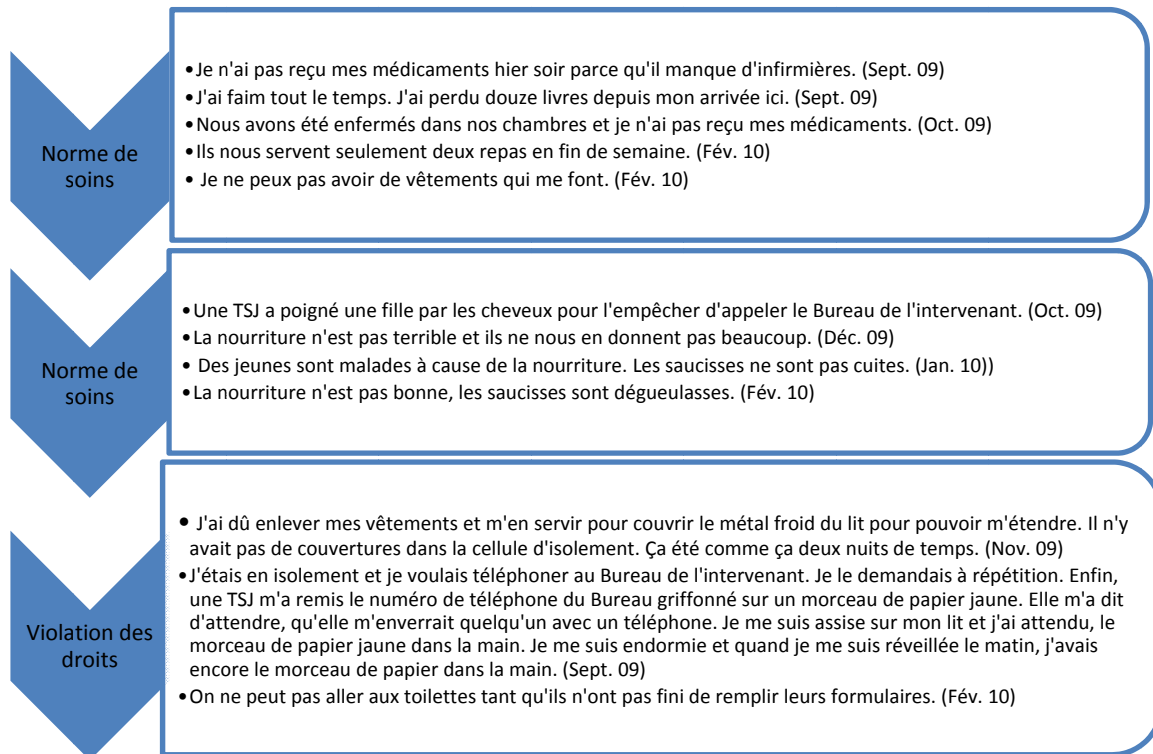 Norme de
soins
•Je n'ai pas reçu mes médicaments hier soir parce qu'il manque d'infirmières. (Sept. 09)
•J'ai faim tout le temps. J'ai perdu douze livres depuis mon arrivée ici. (Sept. 09)
•Nous avons été enfermés dans nos chambres et je n'ai pas reçu mes médicaments. (Oct. 09)
•Ils nous servent seulement deux repas en fin de semaine. (Fév. 10)
• Je ne peux pas avoir de vêtements qui me font. (Fév. 10)
Norme de
soins
•Une TSJ a poigné une fille par les cheveux pour l'empêcher d'appeler le Bureau de l'intervenant. (Oct. 09)
•La nourriture n'est pas terrible et ils ne nous en donnent pas beaucoup. (Déc. 09)
• Des jeunes sont malades à cause de la nourriture. Les saucisses ne sont pas cuites. (Jan. 10))
•La nourriture n'est pas bonne, les saucisses sont dégueulasses. (Fév. 10)
Violation des
droits
• J'ai dû enlever mes vêtements et m'en servir pour couvrir le métal froid du lit pour pouvoir m'étendre. Il n'y
avait pas de couvertures dans la cellule d'isolement. Ça été comme ça deux nuits de temps. (Nov. 09)
•J'étais en isolement et je voulais téléphoner au Bureau de l'intervenant. Je le demandais à répétition. Enfin,
une TSJ m'a remis le numéro de téléphone du Bureau griffonné sur un morceau de papier jaune. Elle m'a dit
d'attendre, qu'elle m'enverrait quelqu'un avec un téléphone. Je me suis assise sur mon lit et j'ai attendu, le
morceau de papier jaune dans la main. Je me suis endormie et quand je me suis réveillée le matin, j'avais
encore le morceau de papier dans la main. (Sept. 09)
•On ne peut pas aller aux toilettes tant qu'ils n'ont pas fini de remplir leurs formulaires. (Fév. 10)